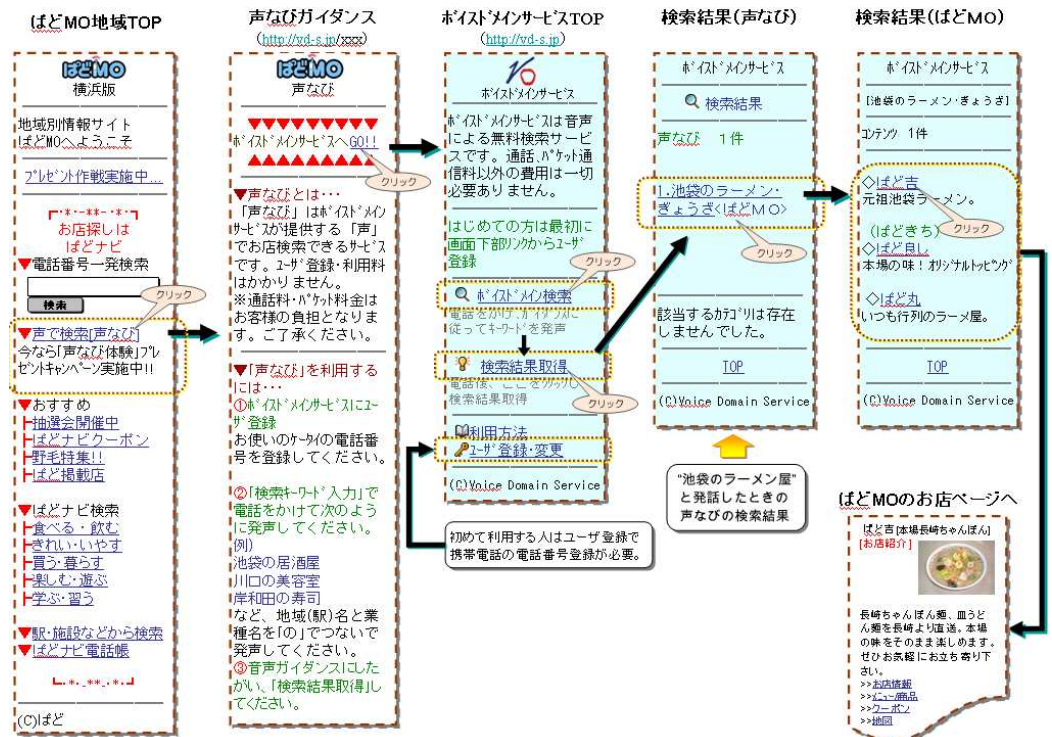 ぱどMO地域TOP
ぱどMO
横浜版
地域別情報サイト
ぱどMOへようこそ
ﾌﾟﾚｾﾞﾝﾄ作戦実施中...
お店探しは
ぱどナビ
▼電話番号一発検索
検索
クリック
▼声で検索[声なび]
今なら｢声なび体験｣ﾌﾟﾚ
ｾﾞﾝﾄｷｬﾝﾍﾟｰﾝ実施中!!
▼おすすめ
┣抽選会開催中
┣ぱどナビクーポン
┣野毛特集!!
┣ぱど掲載店
▼ぱどナビ検索
┣食べる・飲む
┣きれい・いやす
┣買う・暮らす
┣楽しむ・遊ぶ
┣学ぶ・習う
▼駅・施設などから検索
▼ぱどナビ電話帳
(C)ぱど
声なびガイダンス
(http://vd-s.jp/xxx)
ぱどMO
声なび
▼▼▼▼▼▼▼▼▼
ﾎﾞｲｽﾄﾞﾒｲﾝｻｰﾋﾞｽへGO!!
▲▲▲▲▲▲▲▲▲
クリック
▼声なびとは・・・
「声なび」はﾎﾞｲｽﾄﾞﾒｲﾝ
ｻｰﾋﾞｽが提供する「声」
でお店検索できるｻｰﾋﾞｽ
です。ﾕｰｻﾞ登録・利用料
はかかりません。
※通話料・ﾊﾟｹｯﾄ料金は
お客様の負担となりま
す。ご了承ください。
▼「声なび」を利用する
には・・・
①ﾎﾞｲｽﾄﾞﾒｲﾝｻｰﾋﾞｽにﾕｰ
ｻﾞ登録
お使いのｹｰﾀｲの電話番
号を登録してください。
②｢検索ｷｰﾜｰﾄﾞ入力｣で
電話をかけて次のよう
に発声してください。
例)
池袋の居酒屋
川口の美容室
岸和田の寿司
など、地域(駅)名と業
種名を｢の｣でつないで
発声してください。
③音声ガイダンスにした
がい、｢検索結果取得｣し
てください。
ﾎﾞｲｽﾄﾞﾒｲﾝサービスTOP
(http://vd-s.jp)
ﾎﾞｲｽﾄﾞﾒｲﾝｻｰﾋﾞｽ
ﾎﾞｲｽﾄﾞﾒｲﾝｻｰﾋﾞｽは音声
による無料検索サービ
スです。通話､ﾊﾟｹｯﾄ通
信料以外の費用は一切
必要ありません。
はじめての方は最初に
画面下部ﾘﾝｸからﾕｰｻﾞ
登録
クリック
ﾎﾞｲｽﾄﾞﾒｲﾝ検索
電話をかけ､ｶﾞｲﾀﾞﾝｽに
従ってｷｰﾜｰﾄﾞを発声
検索結果取得
電話後、ここをｸﾘｯｸし
検索結果取得
クリック
利用方法
ﾕｰｻﾞ登録・変更
(C)Voice Domain Service
初めて利用する人はユーザ登録で
携帯電話の電話番号登録が必要。
検索結果(声なび)
ﾎﾞｲｽﾄﾞﾒｲﾝｻｰﾋﾞｽ
検索結果
声なび 1件
1.池袋のラーメン・
ぎょうざ<ぱどMO>
クリック
該当するｶﾃｺﾞﾘは存在
しませんでした。
TOP
(C)Voice Domain Service
"池袋のラーメン屋"
と発話したときの
声なびの検索結果
検索結果(ぱどMO)
ﾎﾞｲｽﾄﾞﾒｲﾝｻｰﾋﾞｽ
[池袋のラーメン・ぎょうざ]
ｺﾝﾃﾝﾂ 1件
◇ぱど吉
元祖池袋ラーメン。
(ぱどきち)
クリック
◇ぱど良し
本場の味！ｵﾘｼﾞﾅﾙﾄｯﾋﾟﾝｸﾞ
◇ぱど丸
いつも行列のラーメ屋。
TOP
(C)Voice Domain Service
ぱどMOのお店ページへ
ぱど吉[本場長崎ちゃんぽん]
[お店紹介]
長崎ちゃんぽん麺、皿うど
ん麺を長崎より直送。本場
の味をそのまま楽しめます。
ぜひお気軽にお立ち寄り下
さい。
>>お店情報
>>ﾒﾆｭｰ/商品
>>クーポン
>>地図